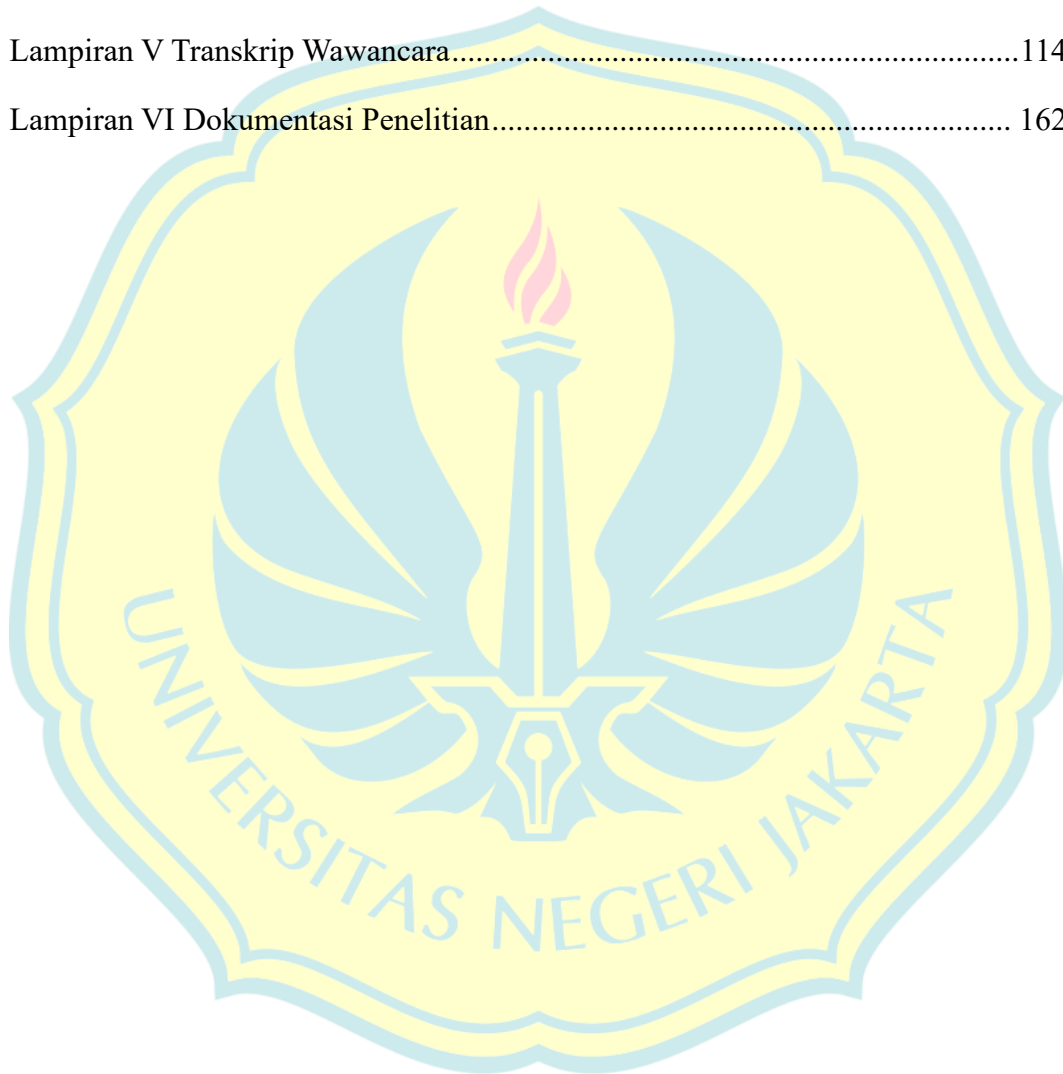 Lampiran V Transkrip Wawancara......................................................................114
Lampiran VI Dokumentasi Penelitian................................................................ 162
UNIVERSITAS NEGERI JAKARTA